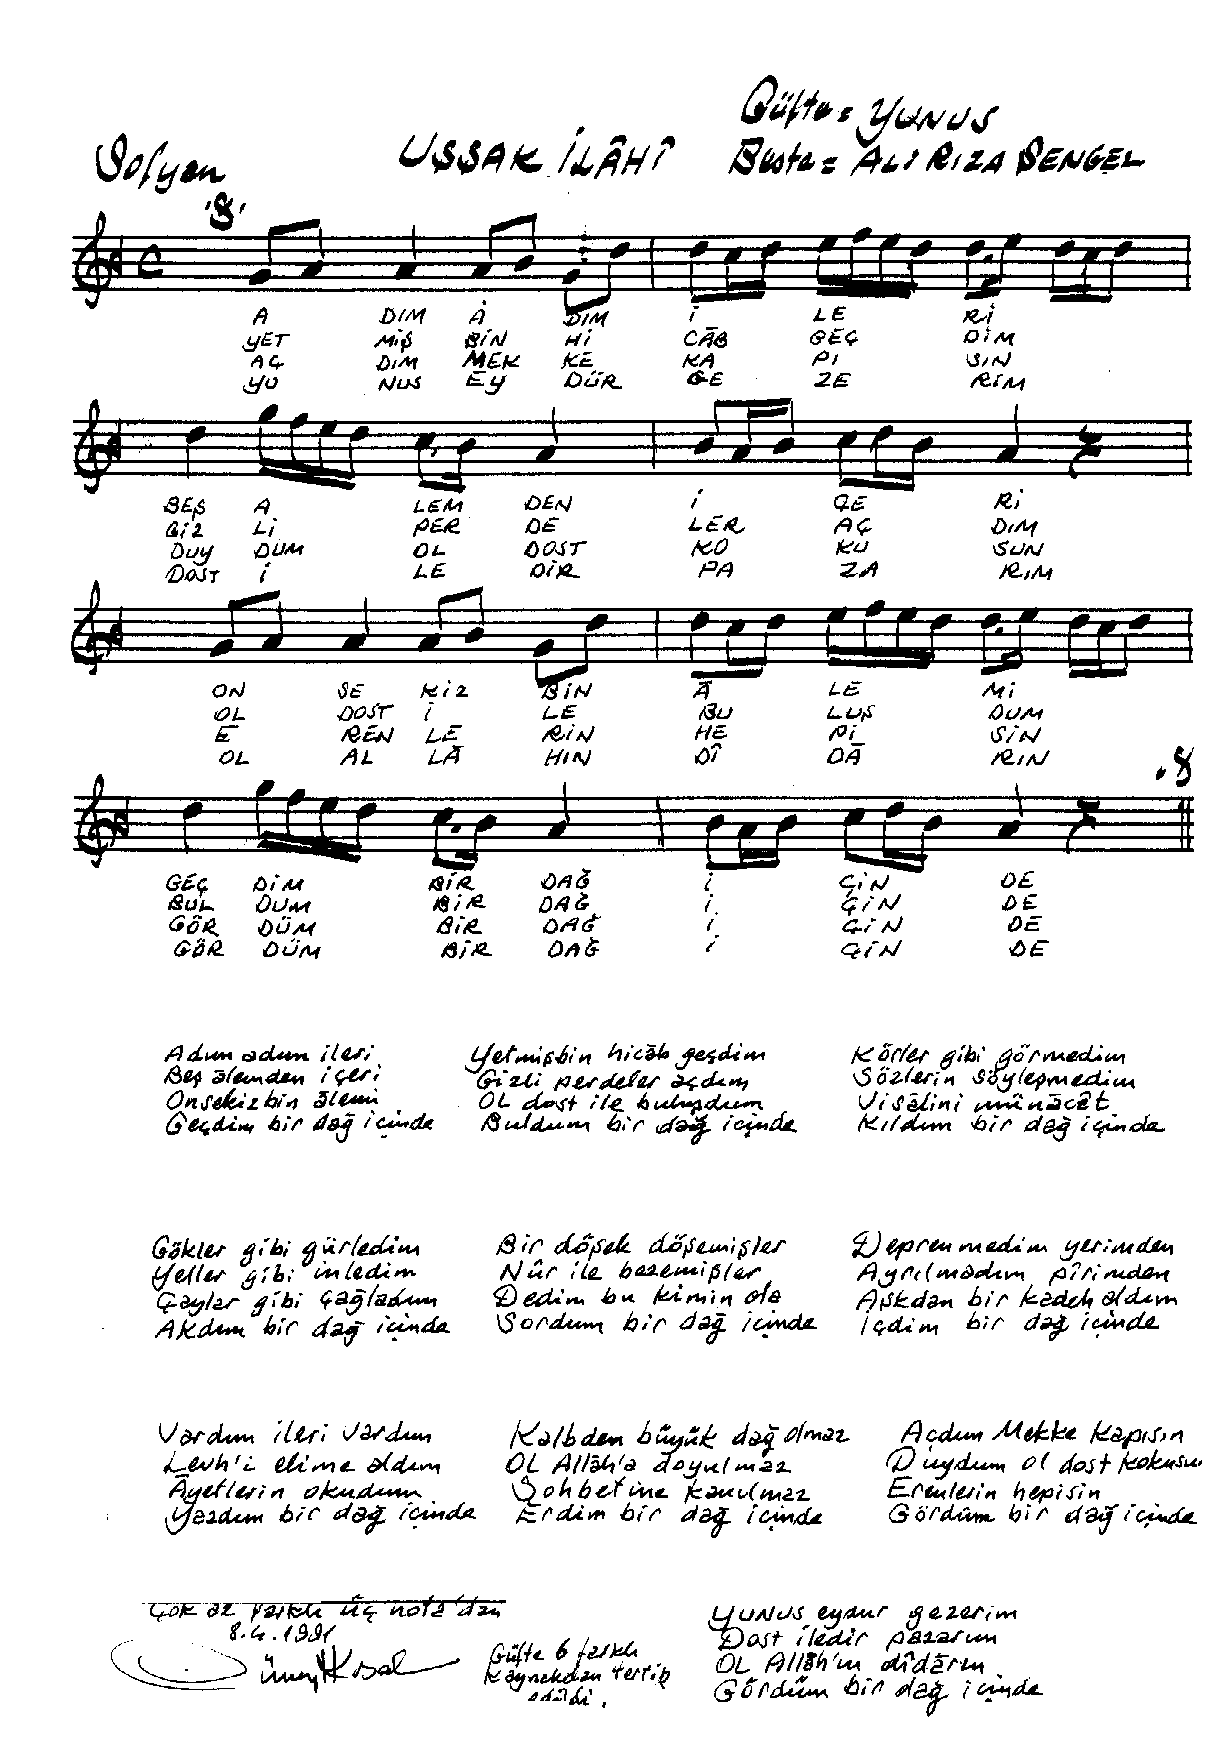 Güfte = YUNUS
Sofyan
UŞŞAK İLÂHÎ
Beste = ALİ RIZA ŞENGEL
A DIM A DIM İ LE Rİ
YET MİŞ BİN Hİ CÂB GEÇ DİM
AÇ DIM MEK KE KA PI SIN
YU NUS EY DÜR GE ZE RİM
BEŞ A LEM DEN İ ÇE Rİ
GİZ Lİ PER DE LER AÇ DIM
DUY DUM OL DOST KO KU SUN
DOST İ LE DİR PA ZA RIM
ON SE KİZ BİN Â LE Mİ
OL DOST İ LE BU LUŞ DUM
E REN LE RİN HE Pİ SİN
OL AL LÂ HIN DÎ DÂ RIN
GEÇ DİM BİR DAĞ İ ÇİN DE
BUL DUM BİR DAĞ İ ÇİN DE
GÖR DÜM BİR DAĞ İ ÇİN DE
GÖR DÜM BİR DAĞ İ ÇİN DE
Adım adım ileri
Beş âlemden içeri
Onsekizbin âlemi
Geçdim bir dağ içinde
Yetmişbin hicâb geçdim
Gizli perdeler açdım
OL dost ile buluşdum
Buldum bir dağ içinde
Körler gibi görmedim
Sözlerin söyleşmedim
Visâlini münâcât
Kıldım bir dağ içinde
Gökler gibi gürledim
Yeller gibi inledim
Çaylar gibi çağladım
Akdım bir dağ içinde
Bir döşek döşemişler
Nûr ile bezemişler
Dedim bu kimin ola
Sordum bir dağ içinde
Deprenmedim yerimden
Ayrılmadım pîrimden
Aşkdan bir kadeh aldım
İçdim bir dağ içinde
Vardım ileri vardım
Levh'i elime aldım
Âyetlerin okudum
Yazdım bir dağ içinde
Kalbden büyük dağ olmaz
OL Allâh'a doyulmaz
Sohbetine kanılmaz
Erdim bir dağ içinde
Açdım Mekke kapısın
Duydum ol dost kokusu
Erenlerin hepisin
Gördüm bir dağ içinde
Çok az farklı üç nota'dan
8.4.1991
Güfte 6 farklı
Kaynakdan tertip
edildi.
YUNUS eydur gezerim
Dost iledir pazarım
OL Allâh'ın dîdârın
Gördüm bir dağ içinde